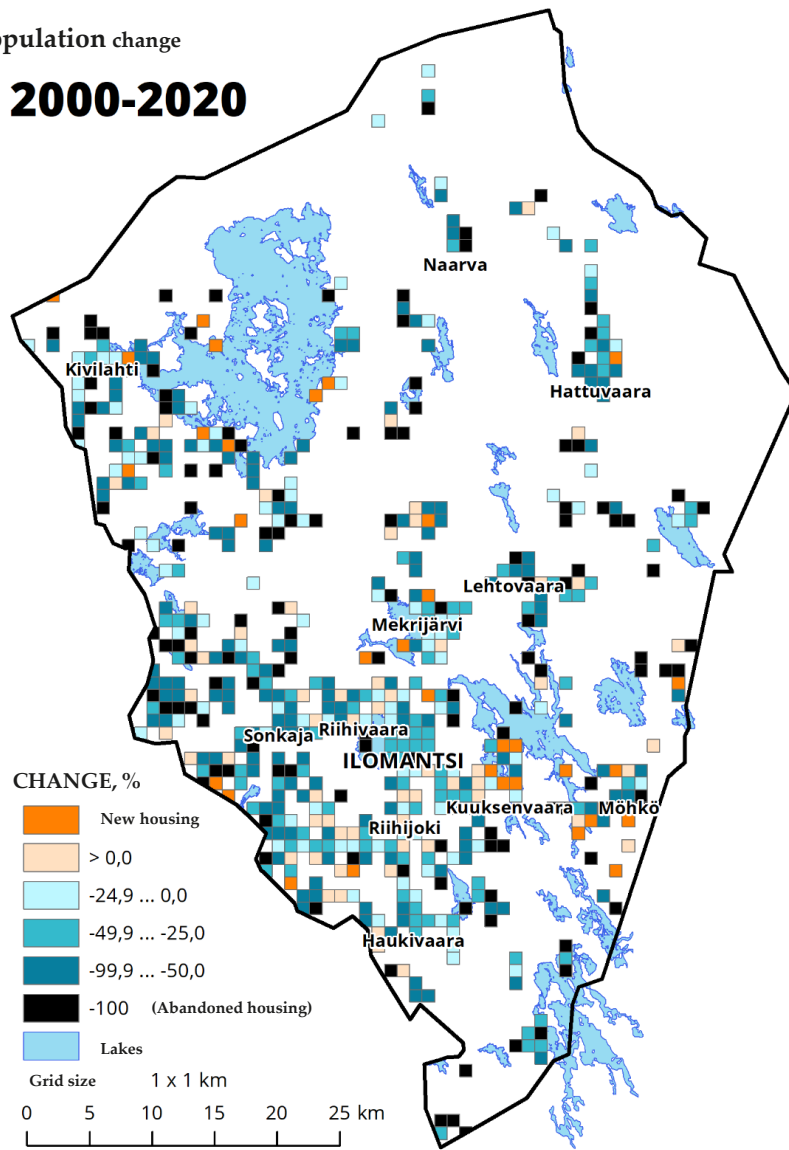 opulation change
2000-2020
Naarva
Kivilahti
Hattuvaara
Lehtovaara
Mekrijärvi
Sonkaja
Riihivaara
ILOMANTSI
Kuuksenvaara
Möhkö
Riihijoki
Haukivaara
CHANGE, %
New housing
> 0,0
-24,9 ... 0,0
-49,9 ... -25,0
-99,9 ... -50,0
-100 (Abandoned housing)
Lakes
Grid size 1 x 1 km
0 5 10 15 20 25 km